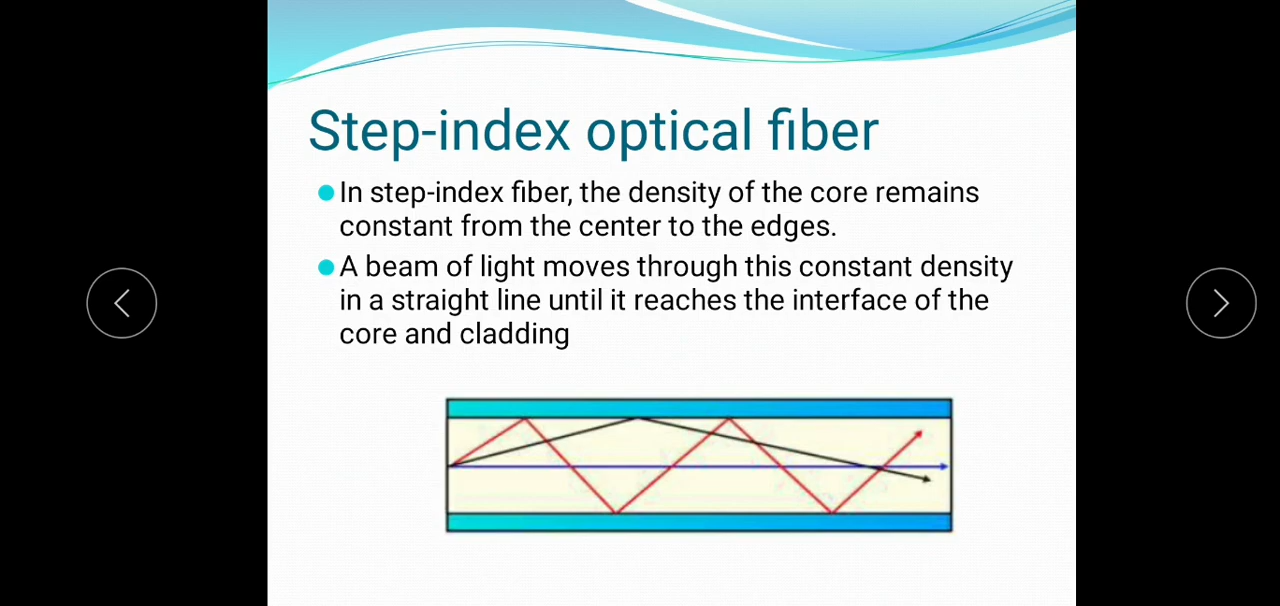 Step-index optical fiber
In step-index fiber, the density of the core remains
constant from the center to the edges.
A beam of light moves through this constant density
in a straight line until it reaches the interface of the
core and cladding